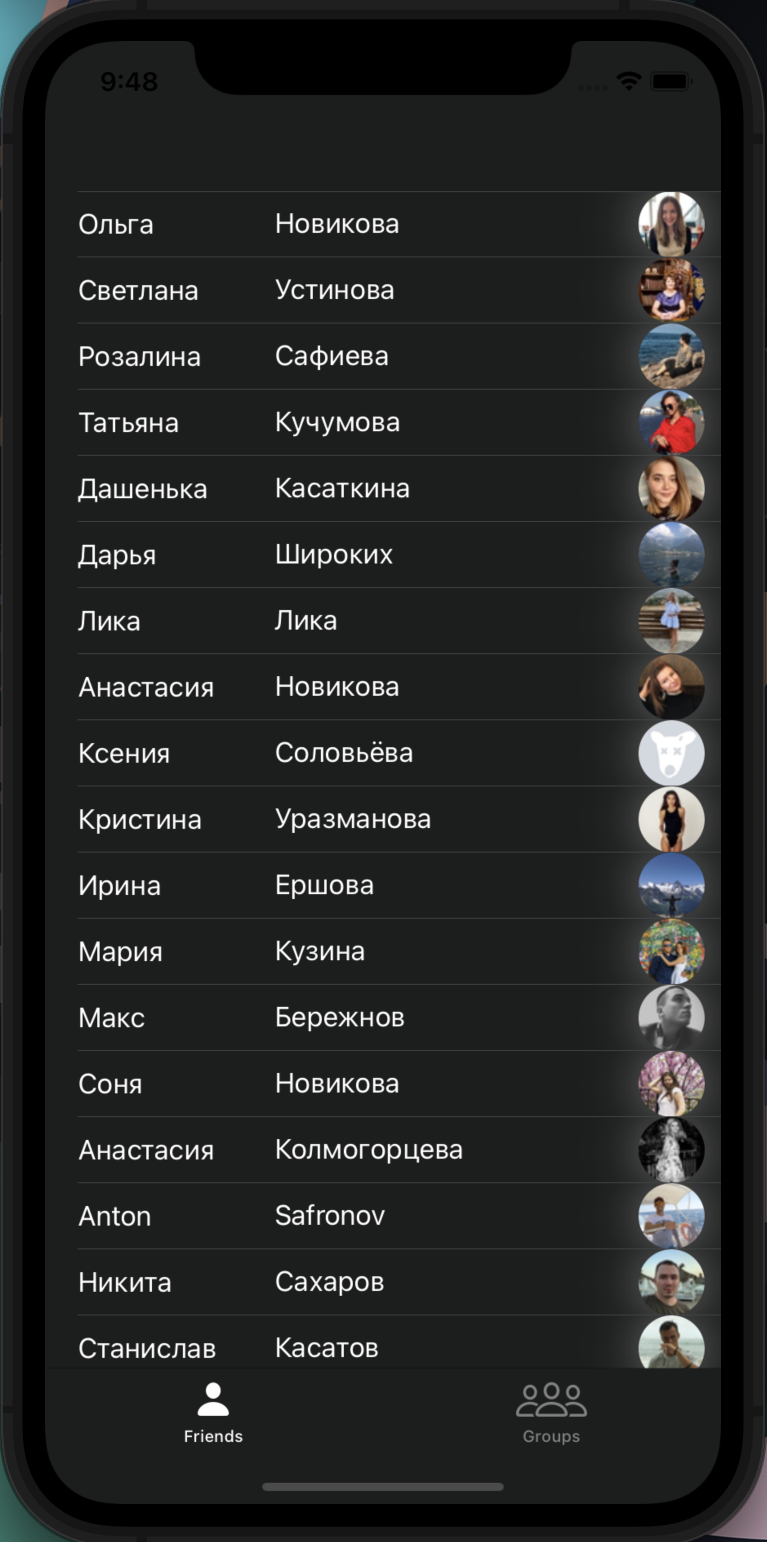 9:48
Ольга Новикова
Светлана Устинова
Розалина Сафиева
Татьяна Кучумова
Дашенька Касаткина
Дарья Широких
Лика Лика
Анастасия Новикова
Ксения Соловьёва
Кристина Уразманова
Ирина Ершова
Мария Кузина
Макс Бережнов
Соня Новикова
Анастасия Колмогорцева
Anton Safronov
Никита Сахаров
Станислав Касатов
Friends Groups